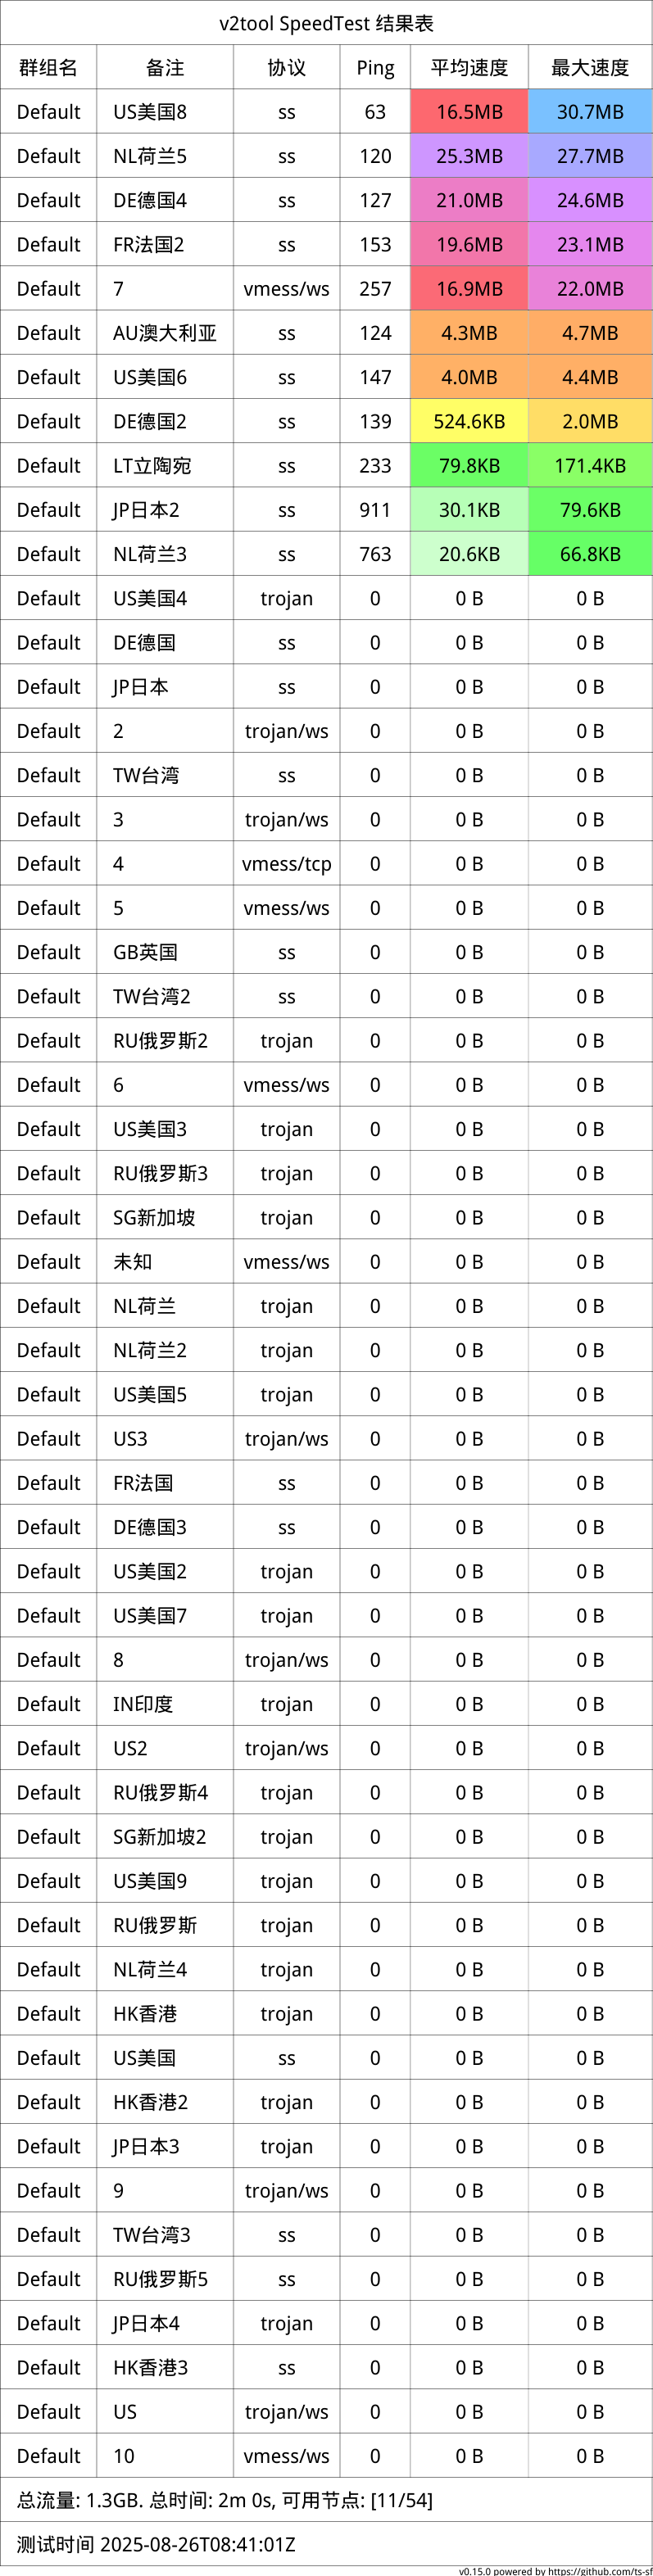 v2tool SpeedTest 结果表
群组名 备注 协议 Ping 平均速度 最大速度
Default US美国8 ss 63 16.5MB 30.7MB
Default NL荷兰5 ss 120 25.3MB 27.7MB
Default DE德国4 ss 127 21.0MB 24.6MB
Default FR法国2 ss 153 19.6MB 23.1MB
Default 7 vmess/ws 257 16.9MB 22.0MB
Default AU澳大利亚 ss 124 4.3MB 4.7MB
Default US美国6 ss 147 4.0MB 4.4MB
Default DE德国2 ss 139 524.6KB 2.0MB
Default LT立陶宛 ss 233 79.8KB 171.4KB
Default JP日本2 ss 911 30.1KB 79.6KB
Default NL荷兰3 ss 763 20.6KB 66.8KB
Default US美国4 trojan 0 0 B 0 B
Default DE德国 ss 0 0 B 0 B
Default JP日本 ss 0 0 B 0 B
Default 2 trojan/ws 0 0 B 0 B
Default TW台湾 ss 0 0 B 0 B
Default 3 trojan/ws 0 0 B 0 B
Default 4 vmess/tcp 0 0 B 0 B
Default 5 vmess/ws 0 0 B 0 B
Default GB英国 ss 0 0 B 0 B
Default TW台湾2 ss 0 0 B 0 B
Default RU俄罗斯2 trojan 0 0 B 0 B
Default 6 vmess/ws 0 0 B 0 B
Default US美国3 trojan 0 0 B 0 B
Default RU俄罗斯3 trojan 0 0 B 0 B
Default SG新加坡 trojan 0 0 B 0 B
Default 未知 vmess/ws 0 0 B 0 B
Default NL荷兰 trojan 0 0 B 0 B
Default NL荷兰2 trojan 0 0 B 0 B
Default US美国5 trojan 0 0 B 0 B
Default US3 trojan/ws 0 0 B 0 B
Default FR法国 ss 0 0 B 0 B
Default DE德国3 ss 0 0 B 0 B
Default US美国2 trojan 0 0 B 0 B
Default US美国7 trojan 0 0 B 0 B
Default 8 trojan/ws 0 0 B 0 B
Default IN印度 trojan 0 0 B 0 B
Default US2 trojan/ws 0 0 B 0 B
Default RU俄罗斯4 trojan 0 0 B 0 B
Default SG新加坡2 trojan 0 0 B 0 B
Default US美国9 trojan 0 0 B 0 B
Default RU俄罗斯 trojan 0 0 B 0 B
Default NL荷兰4 trojan 0 0 B 0 B
Default HK香港 trojan 0 0 B 0 B
Default US美国 ss 0 0 B 0 B
Default HK香港2 trojan 0 0 B 0 B
Default JP日本3 trojan 0 0 B 0 B
Default 9 trojan/ws 0 0 B 0 B
Default TW台湾3 ss 0 0 B 0 B
Default RU俄罗斯5 ss 0 0 B 0 B
Default JP日本4 trojan 0 0 B 0 B
Default HK香港3 ss 0 0 B 0 B
Default US trojan/ws 0 0 B 0 B
Default 10 vmess/ws 0 0 B 0 B
总流量: 1.3GB. 总时间: 2m 0s, 可用节点: [11/54]
测试时间 2025-08-26T08:41:01Z
v0.15.0 powered by https://github.com/ts-sf